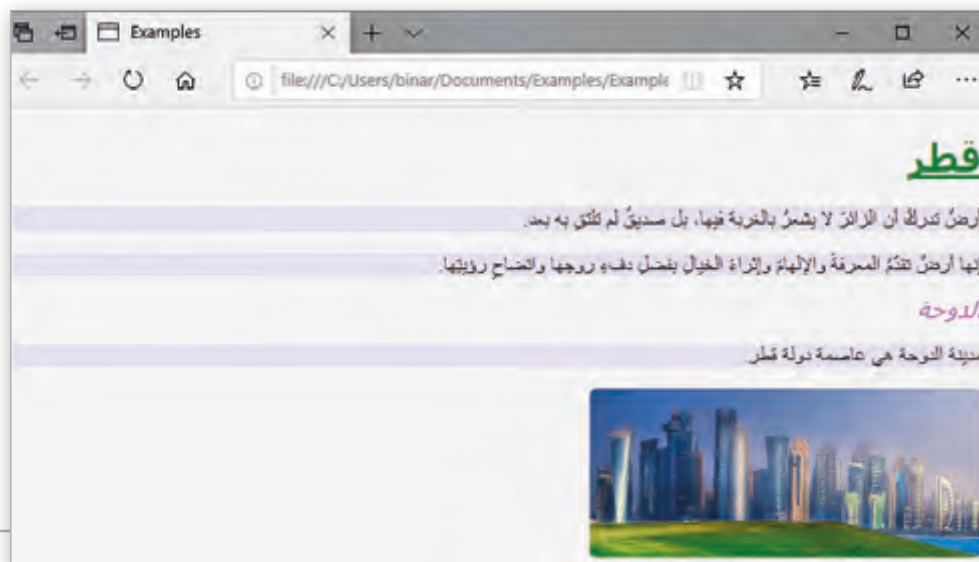 Examples
file:///C:/Users/binar/Documents/Examples/Example
قطر
أرضٌ تدركُ أن الزائرَ لا يشعرُ بالغربة فيها، بل صديقٌ لم تلتقِ به بعد.
إنها أرضٌ تقدّمُ المعرفةَ والإلهامَ وإثراءَ الخيالِ بفضلِ دفءِ روحِها واتضاحِ رؤيتِها.
الدوحة
مدينة الدوحة هي عاصمة دولة قطر.